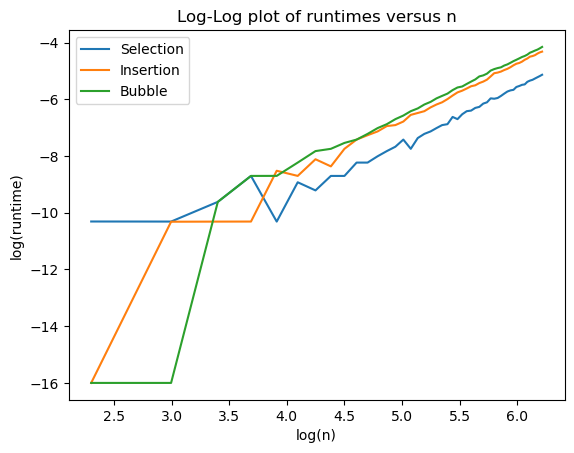 Log-Log plot of runtimes versus n
Selection
Insertion
Bubble
log(runtime)
−4
−6
−8
−10
−12
−14
−16
2.5 3.0 3.5 4.0 4.5 5.0 5.5 6.0
log(n)